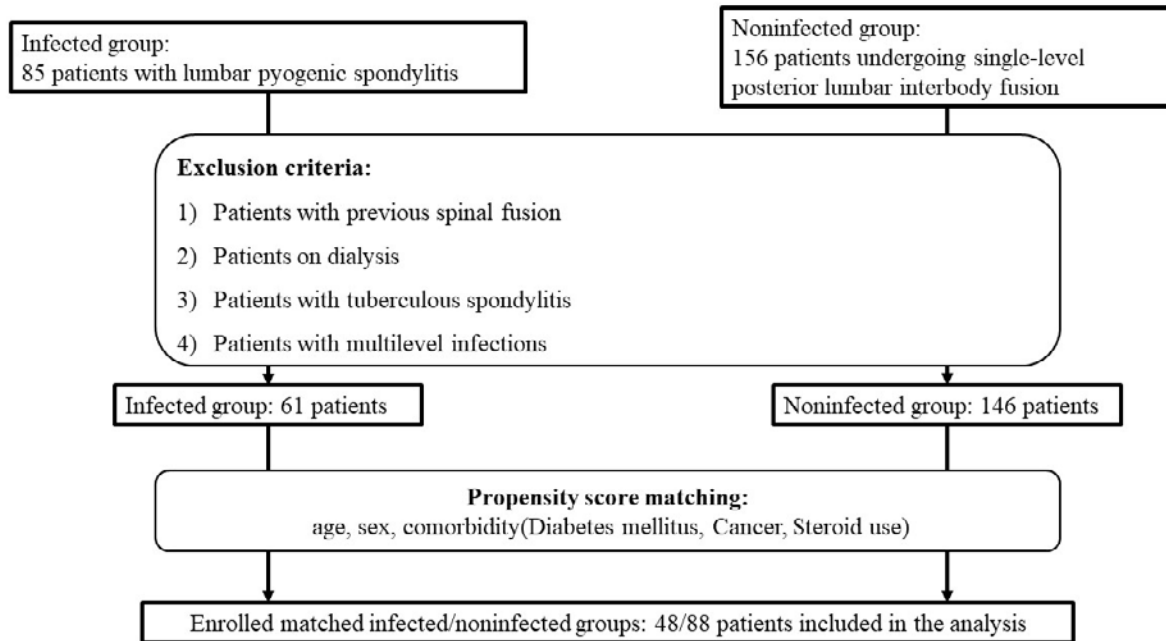 Infected group:
85 patients with lumbar pyogenic spondylitis
Noninfected group:
156 patients undergoing single-level
posterior lumbar interbody fusion
Exclusion criteria:
1) Patients with previous spinal fusion
2) Patients on dialysis
3) Patients with tuberculous spondylitis
4) Patients with multilevel infections
Infected group: 61 patients
Noninfected group: 146 patients
Propensity score matching:
age, sex, comorbidity(Diabetes mellitus, Cancer, Steroid use)
Enrolled matched infected/noninfected groups: 48/88 patients included in the analysis